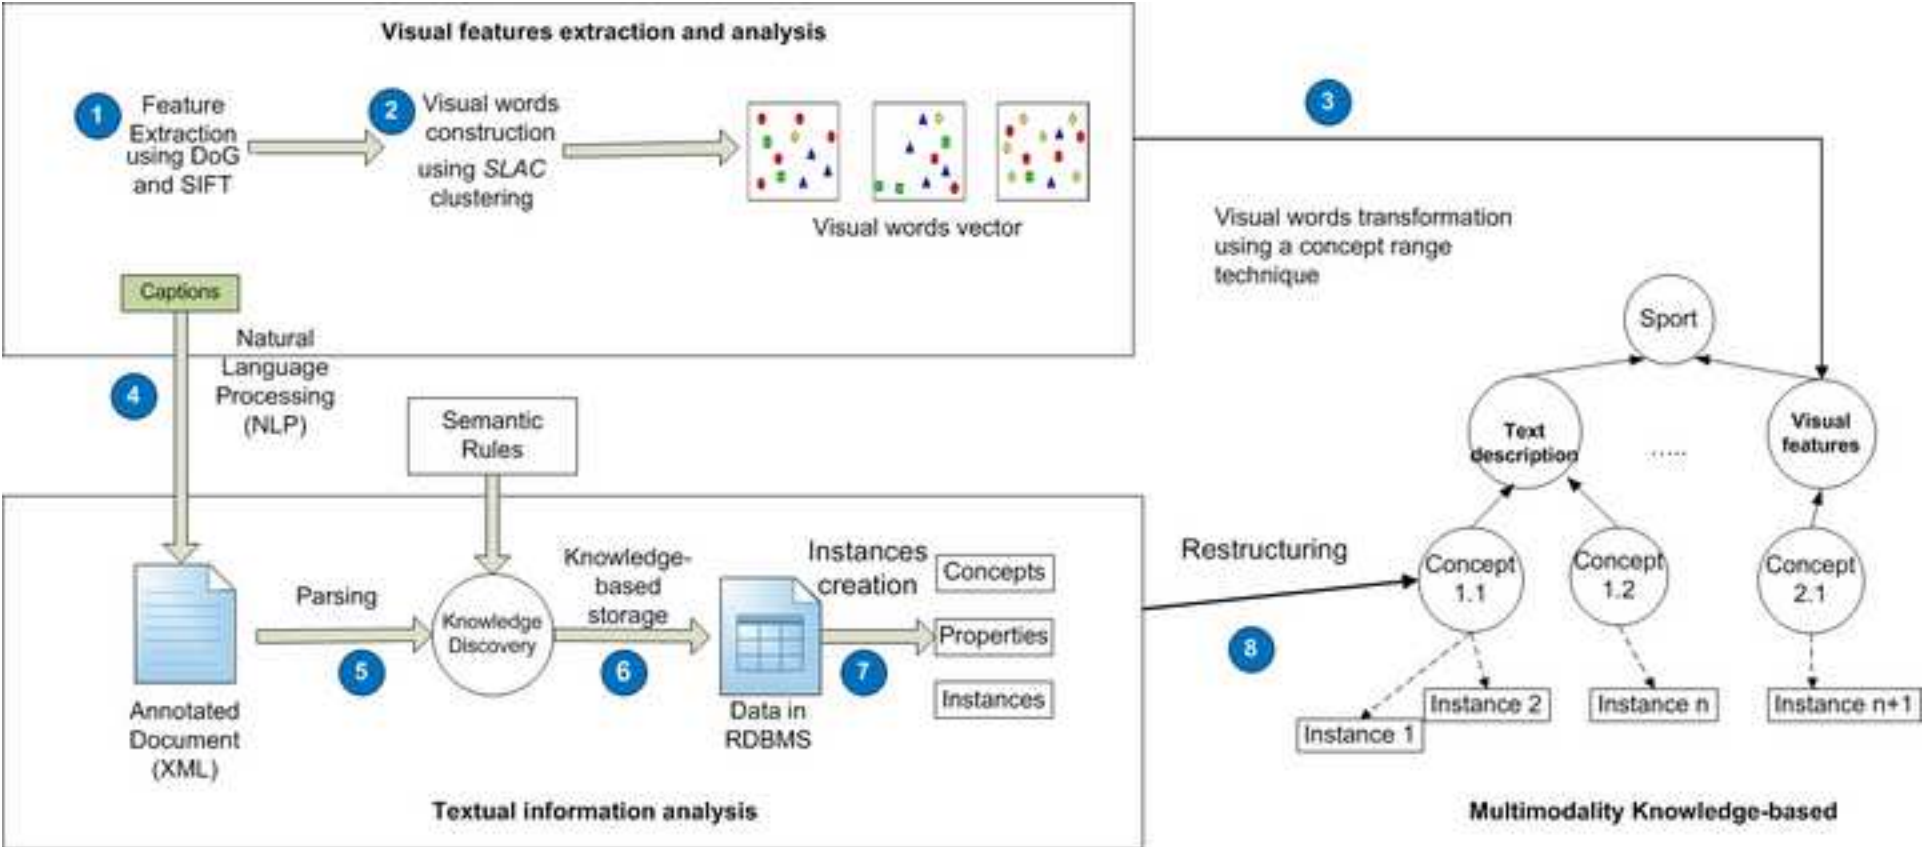 Visual features extraction and analysis
1
Feature
Extraction
using DoG
and SIFT
2
Visual words
construction
using SLAC
clustering
Visual words vector
3
Visual words transformation
using a concept range
technique
Captions
Natural
Language
Processing
(NLP)
4
Semantic
Rules
Sport
Text
description
.....
Visual
features
Annotated
Document
(XML)
Parsing
5
Knowledge
Discovery
Knowledge-
based
storage
6
Data in
RDBMS
Instances
creation
7
Concepts
Properties
Instances
Restructuring
8
Concept
1.1
Concept
1.2
Concept
2.1
Instance 1
Instance 2
Instance n
Instance n+1
Textual information analysis
Multimodality Knowledge-based